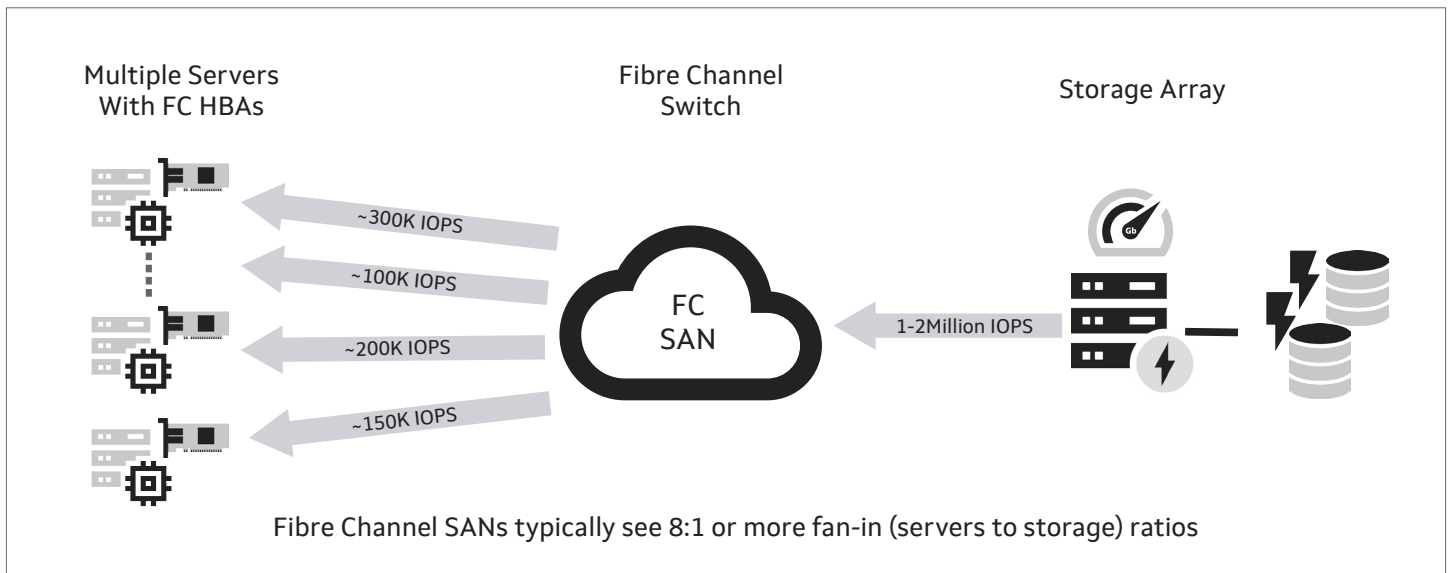 Multiple Servers
With FC HBAs
Fibre Channel
Switch
Storage Array
~300K IOPS
~100K IOPS
~200K IOPS
~150K IOPS
FC
SAN
1-2Million IOPS
Gb
Fibre Channel SANs typically see 8:1 or more fan-in (servers to storage) ratios